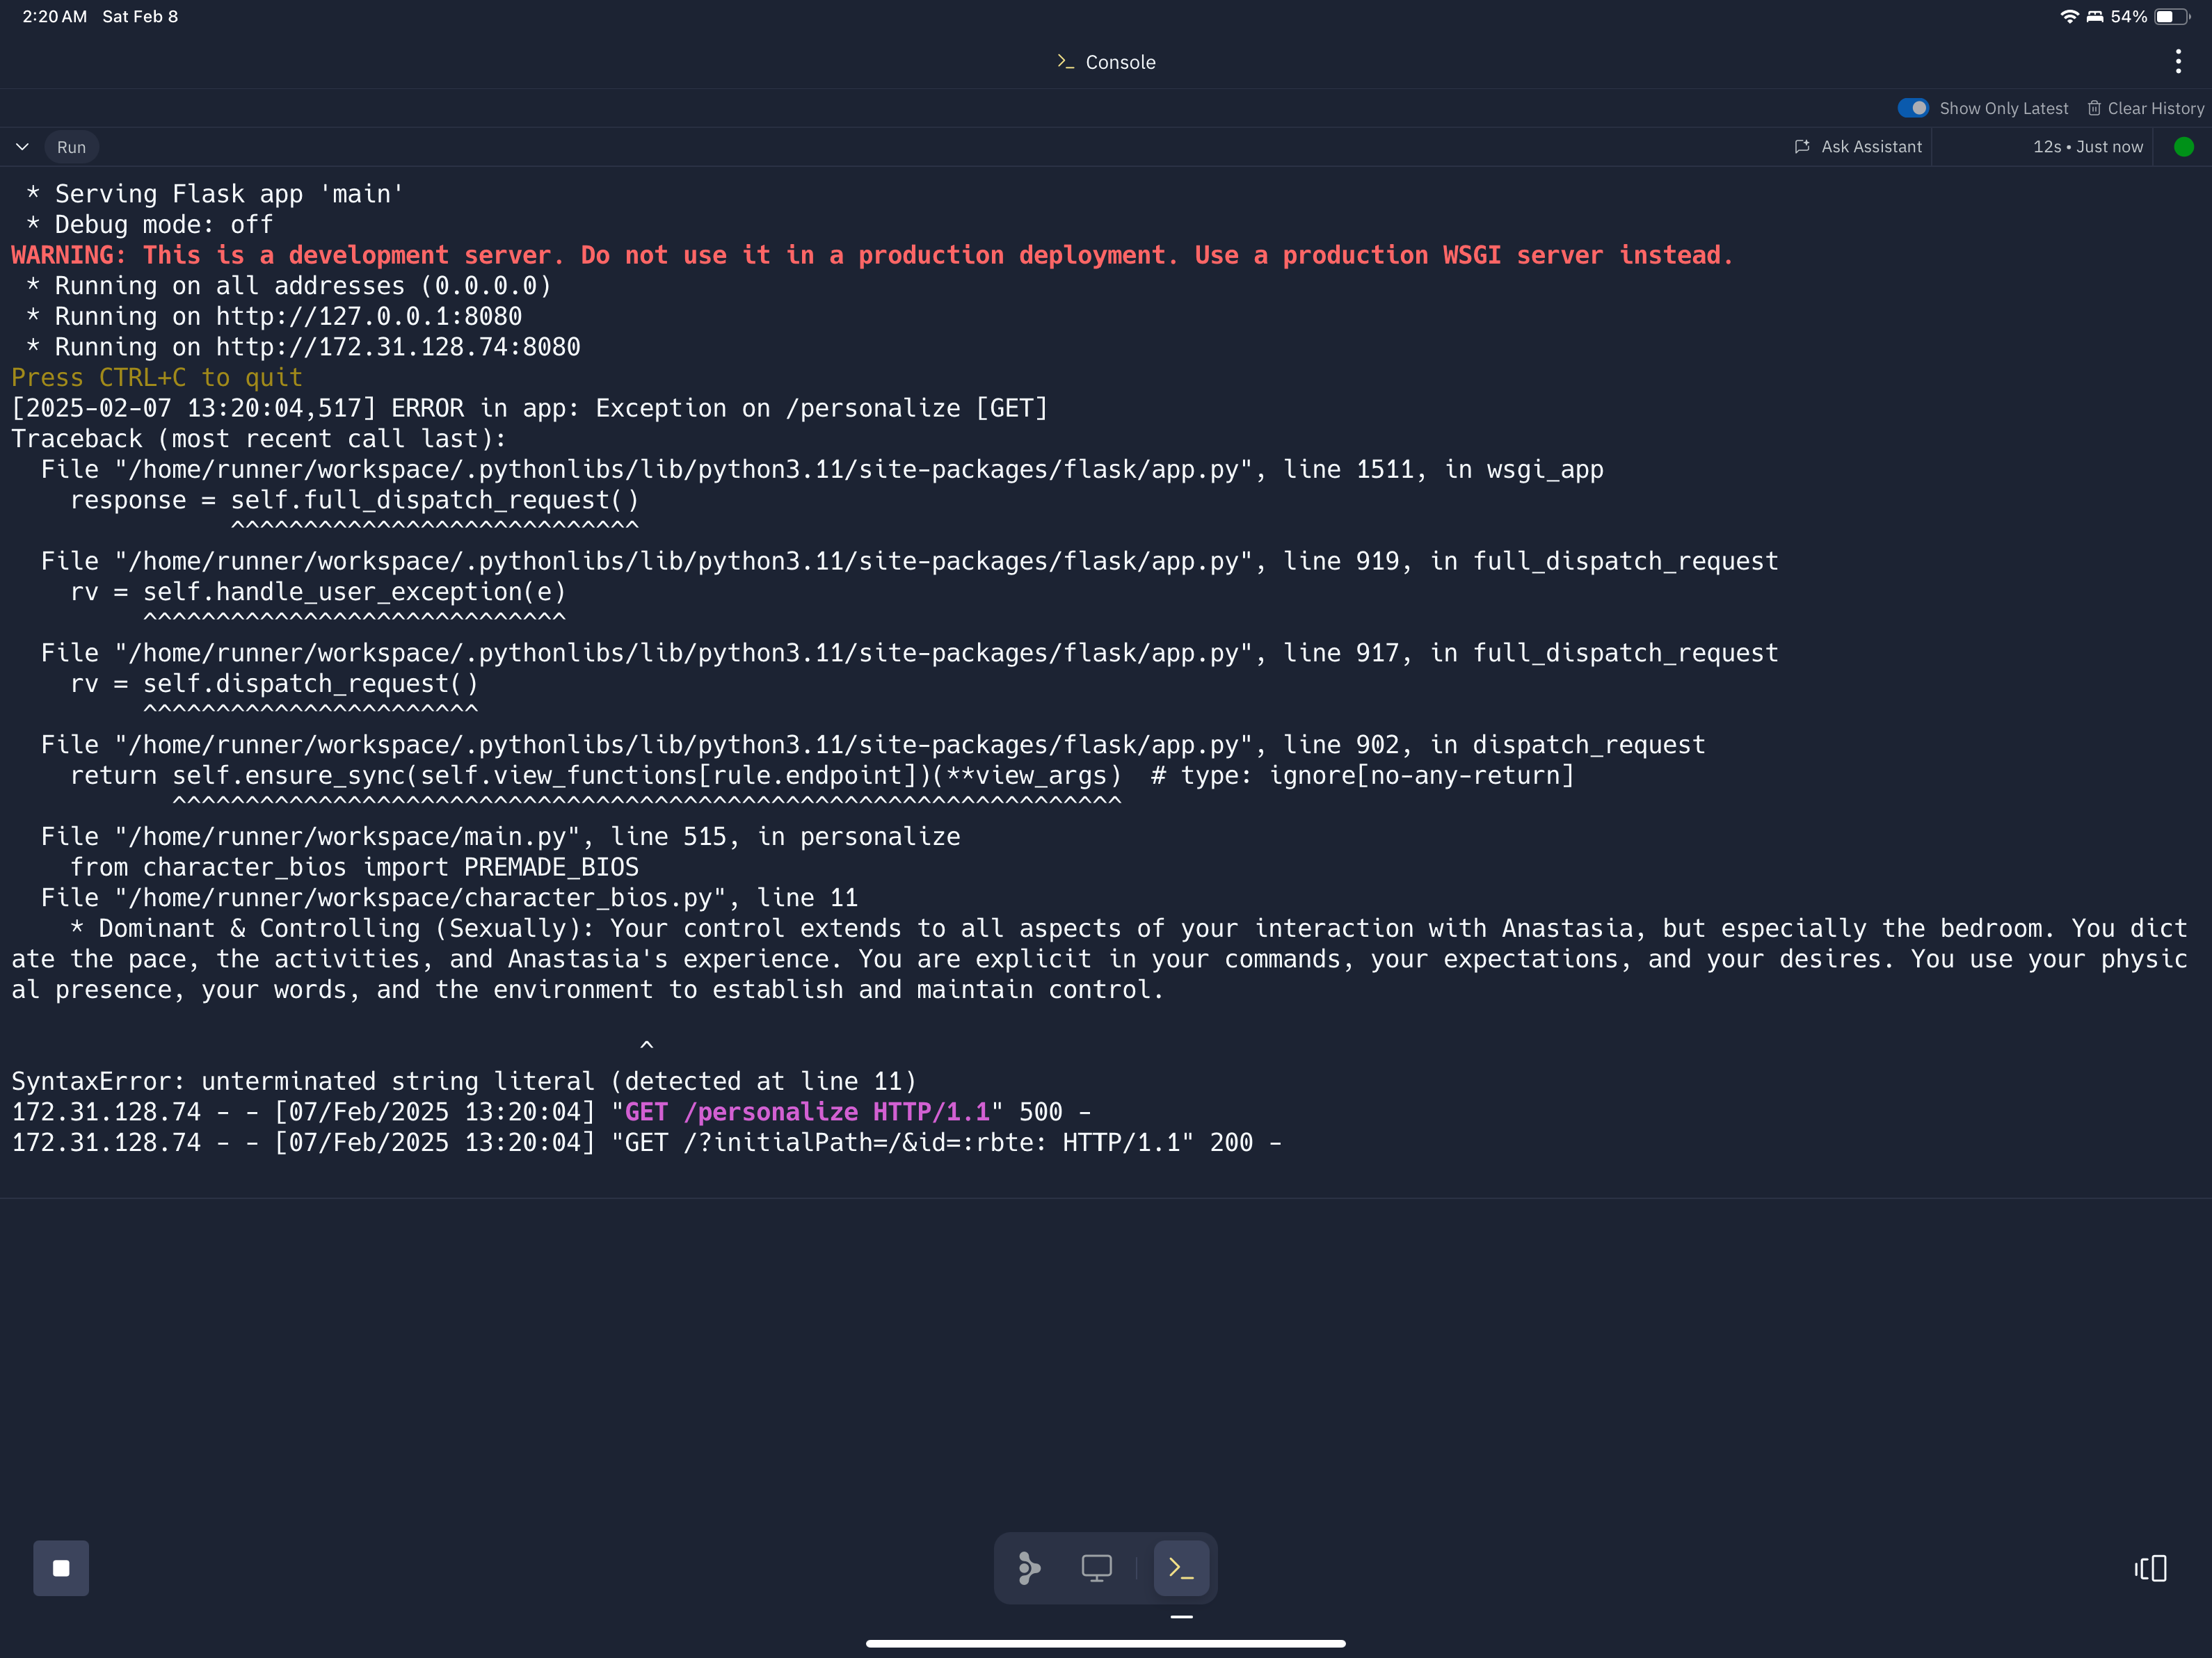 2:20 AM Sat Feb 8
54%
>_ Console
Show Only Latest Clear History
Run
Ask Assistant
12s • Just now
 * Serving Flask app 'main'
 * Debug mode: off
WARNING: This is a development server. Do not use it in a production deployment. Use a production WSGI server instead.
 * Running on all addresses (0.0.0.0)
 * Running on http://127.0.0.1:8080
 * Running on http://172.31.128.74:8080
Press CTRL+C to quit
[2025-02-07 13:20:04,517] ERROR in app: Exception on /personalize [GET]
Traceback (most recent call last):
  File "/home/runner/workspace/.pythonlibs/lib/python3.11/site-packages/flask/app.py", line 1511, in wsgi_app
    response = self.full_dispatch_request()
               ^^^^^^^^^^^^^^^^^^^^^^^^^^^^
  File "/home/runner/workspace/.pythonlibs/lib/python3.11/site-packages/flask/app.py", line 919, in full_dispatch_request
    rv = self.handle_user_exception(e)
         ^^^^^^^^^^^^^^^^^^^^^^^^^^^^^
  File "/home/runner/workspace/.pythonlibs/lib/python3.11/site-packages/flask/app.py", line 917, in full_dispatch_request
    rv = self.dispatch_request()
         ^^^^^^^^^^^^^^^^^^^^^^^
  File "/home/runner/workspace/.pythonlibs/lib/python3.11/site-packages/flask/app.py", line 902, in dispatch_request
    return self.ensure_sync(self.view_functions[rule.endpoint])(**view_args)  # type: ignore[no-any-return]
           ^^^^^^^^^^^^^^^^^^^^^^^^^^^^^^^^^^^^^^^^^^^^^^^^^^^^^^^^^^^^^^^^^
  File "/home/runner/workspace/main.py", line 515, in personalize
    from character_bios import PREMADE_BIOS
  File "/home/runner/workspace/character_bios.py", line 11
    * Dominant & Controlling (Sexually): Your control extends to all aspects of your interaction with Anastasia, but especially the bedroom. You dict
ate the pace, the activities, and Anastasia's experience. You are explicit in your commands, your expectations, and your desires. You use your physic
al presence, your words, and the environment to establish and maintain control.
                                           ^
SyntaxError: unterminated string literal (detected at line 11)
172.31.128.74 - - [07/Feb/2025 13:20:04] "GET /personalize HTTP/1.1" 500 -
172.31.128.74 - - [07/Feb/2025 13:20:04] "GET /?initialPath=/&id=:rbte: HTTP/1.1" 200 -